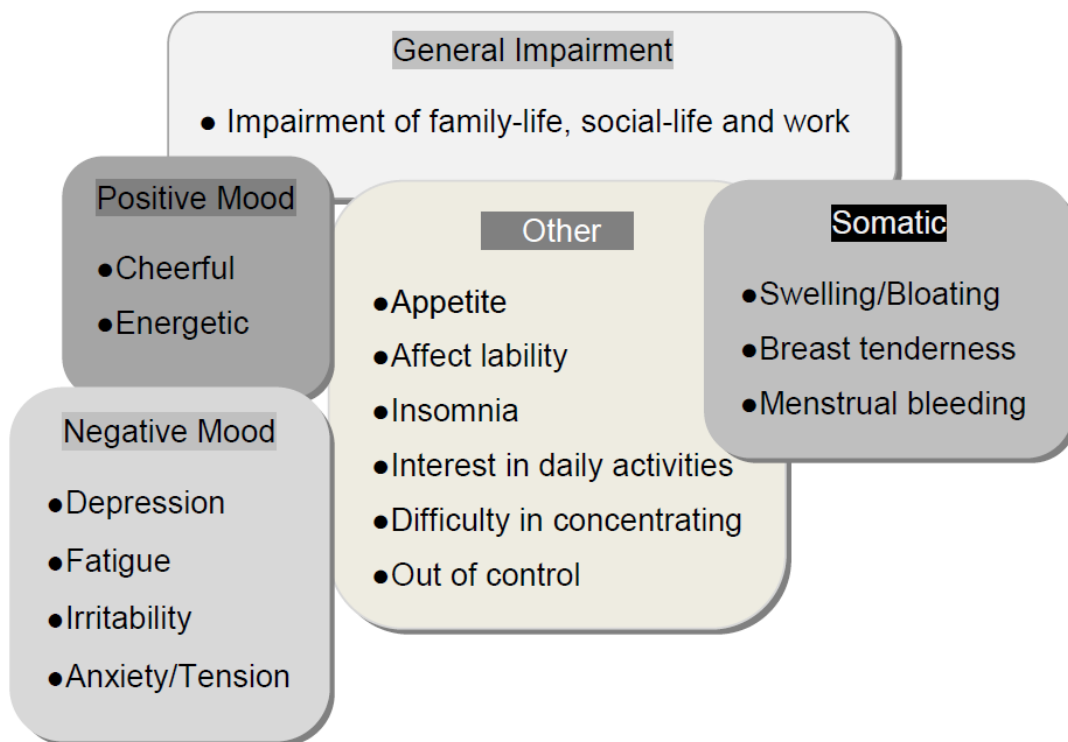 General Impairment
● Impairment of family-life, social-life and work
Positive Mood
●Cheerful
●Energetic
Negative Mood
●Depression
●Fatigue
●Irritability
●Anxiety/Tension
Other
●Appetite
●Affect lability
●Insomnia
●Interest in daily activities
●Difficulty in concentrating
●Out of control
Somatic
●Swelling/Bloating
●Breast tenderness
●Menstrual bleeding